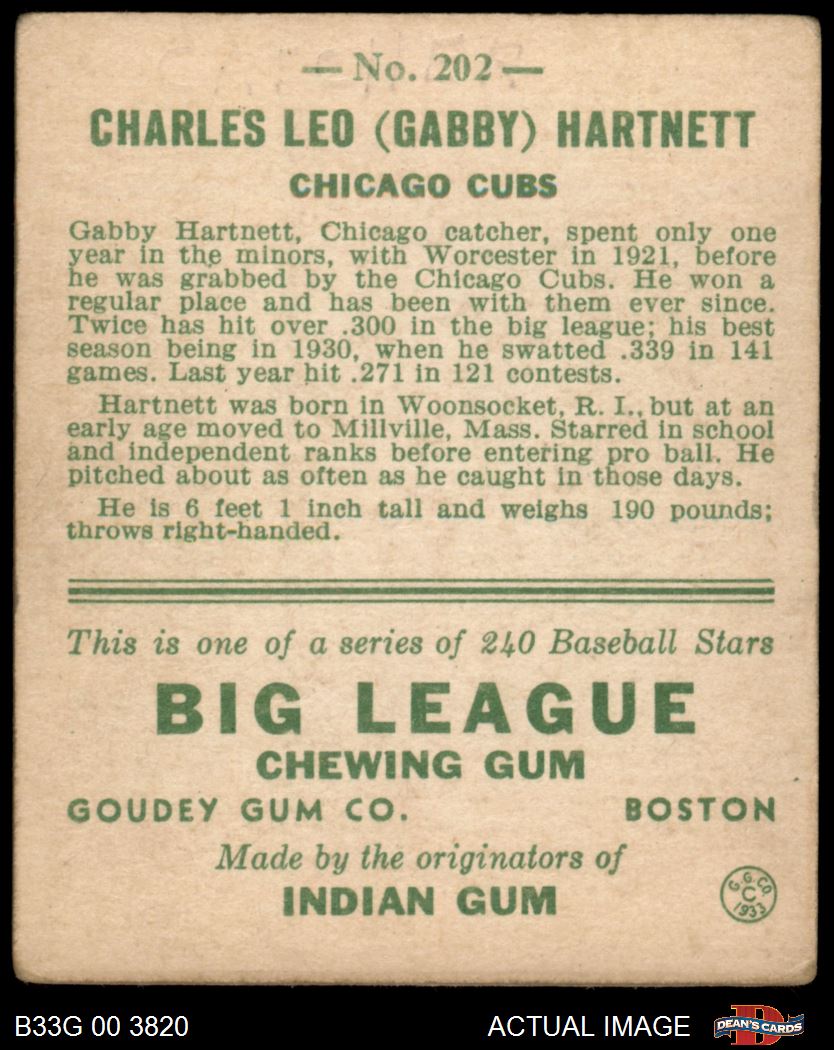 — No. 202 —
CHARLES LEO (GABBY) HARTNETT
CHICAGO CUBS
Gabby Hartnett, Chicago catcher, spent only one
year in the minors, with Worcester in 1921, before
he was grabbed by the Chicago Cubs. He won a
regular place and has been with them ever since.
Twice has hit over .300 in the big league; his best
season being in 1930, when he swatted .339 in 141
games. Last year hit .271 in 121 contests.
Hartnett was born in Woonsocket, R. I., but at an
early age moved to Millville, Mass. Starred in school
and independent ranks before entering pro ball. He
pitched about as often as he caught in those days.
He is 6 feet 1 inch tall and weighs 190 pounds;
throws right-handed.
This is one of a series of 240 Baseball Stars
BIG LEAGUE
CHEWING GUM
GOUDEY GUM CO. BOSTON
Made by the originators of
INDIAN GUM
G. G. CO.
C
1933
B33G 00 3820 ACTUAL IMAGE D DEAN'S CARDS